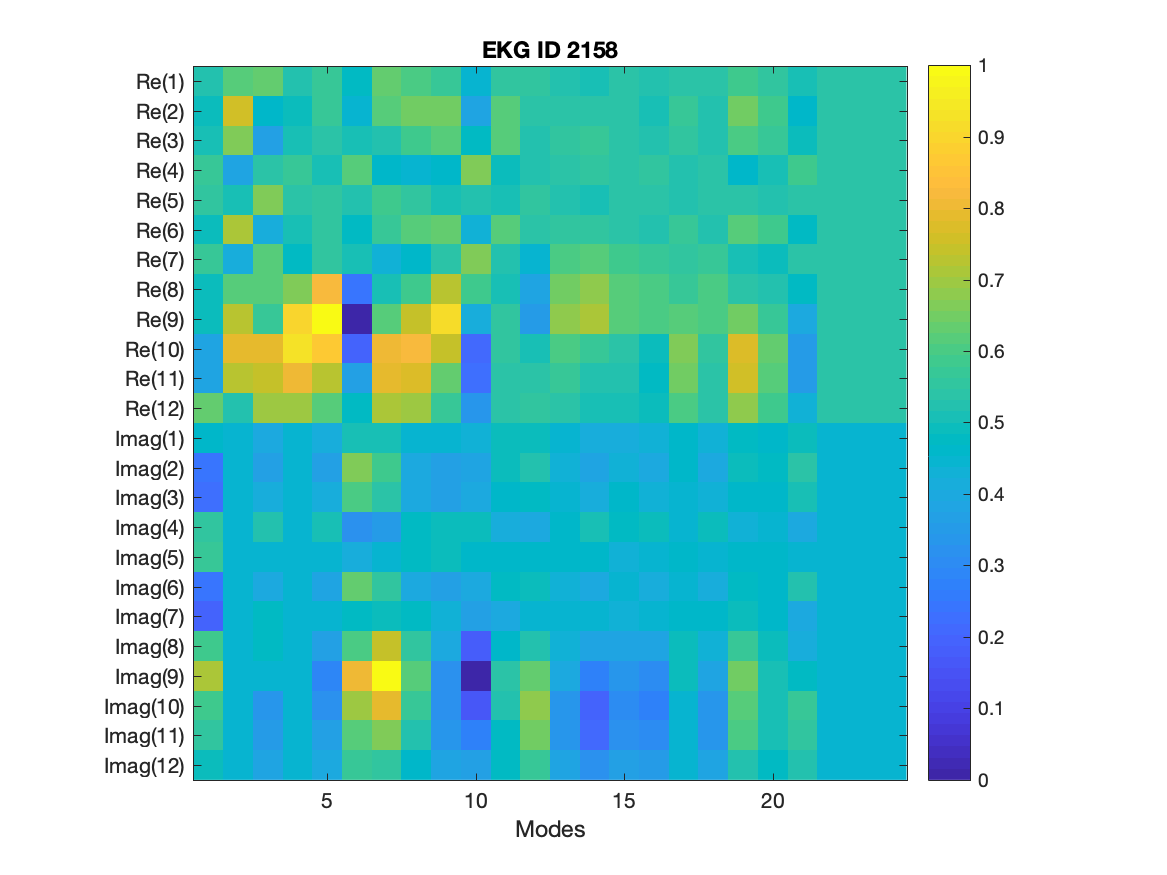 EKG ID 2158
Re(1)
Re(2)
Re(3)
Re(4)
Re(5)
Re(6)
Re(7)
Re(8)
Re(9)
Re(10)
Re(11)
Re(12)
Imag(1)
Imag(2)
Imag(3)
Imag(4)
Imag(5)
Imag(6)
Imag(7)
Imag(8)
Imag(9)
Imag(10)
Imag(11)
Imag(12)
5 10 15 20
Modes
1
0.9
0.8
0.7
0.6
0.5
0.4
0.3
0.2
0.1
0